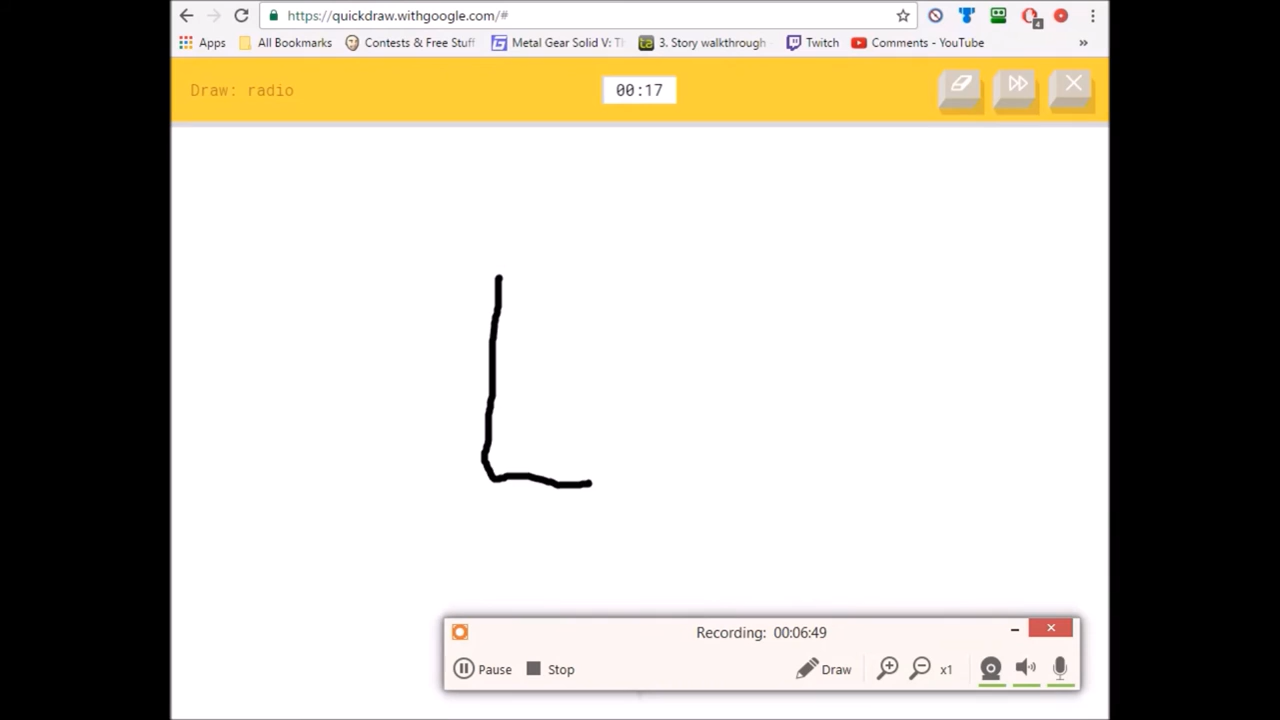 https://quickdraw.withgoogle.com/#
4
Apps All Bookmarks Contests & Free Stuff Metal Gear Solid V: T 3. Story walkthrough Twitch Comments - YouTube »
Draw: radio 00:17
Recording: 00:06:49
Pause Stop Draw x1